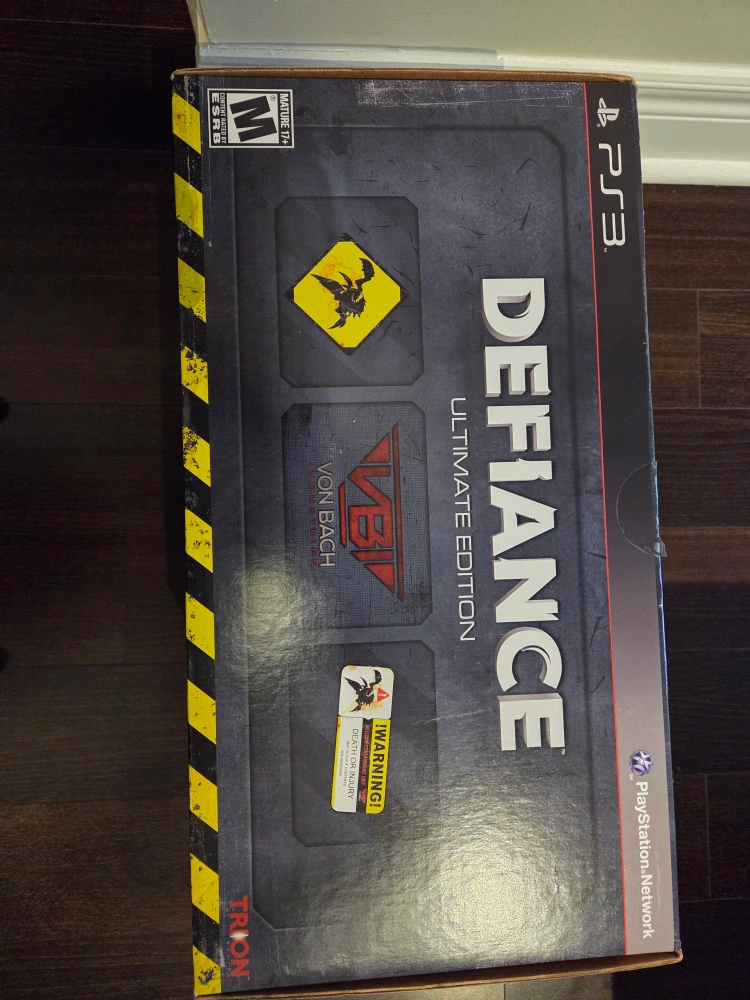 PS3
PlayStation®Network
DEFIANCE™
ULTIMATE EDITION
VBI
VON BACH
!WARNING!
DEATH OR INJURY
MATURE 17+
M®
CONTENT RATED BY
ESRB
TRION